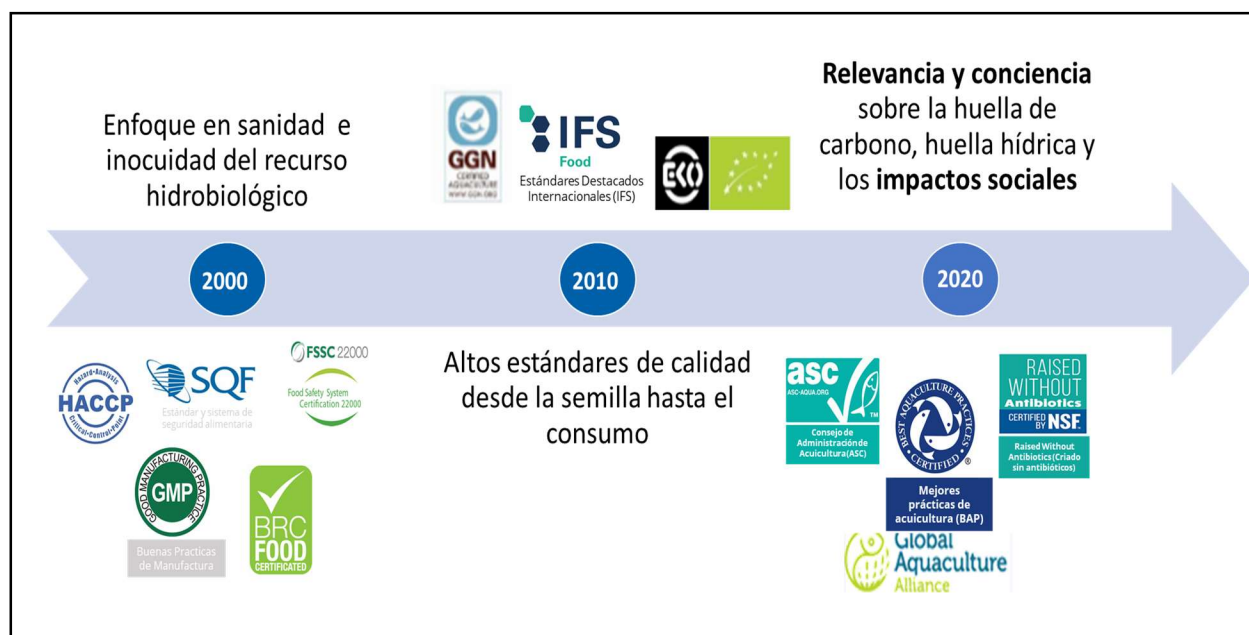 Enfoque en sanidad e
inocuidad del recurso
hidrobiológico
GGN
CERTIFIED
AQUACULTURE
WWW.GGN.ORG
IFS
Food
Estándares Destacados
Internacionales (IFS)
EKO
Relevancia y conciencia
sobre la huella de
carbono, huella hídrica y
los impactos sociales
2000
2010
2020
Hazard-Analysis
HACCP
Critical-Control-Point
SQF
Estándar y sistema de
seguridad alimentaria
FSSC 22000
Food Safety System
Certification 22000
GOOD MANUFACTURING PRACTICE
GMP
Buenas Practicas
de Manufactura
BRC
FOOD
CERTIFICATED
Altos estándares de calidad
desde la semilla hasta el
consumo
asc
ASC-AQUA.ORG
TM
Consejo de
Administración de
Acuicultura(ASC)
BEST AQUACULTURE PRACTICES
CERTIFIED
®
Mejores
prácticas de
acuicultura (BAP)
Global
Aquaculture
Alliance
RAISED
WITHOUT
Antibiotics
CERTIFIED
BY NSF
Raised Without
Antibiotics(Criado
sin antibióticos)